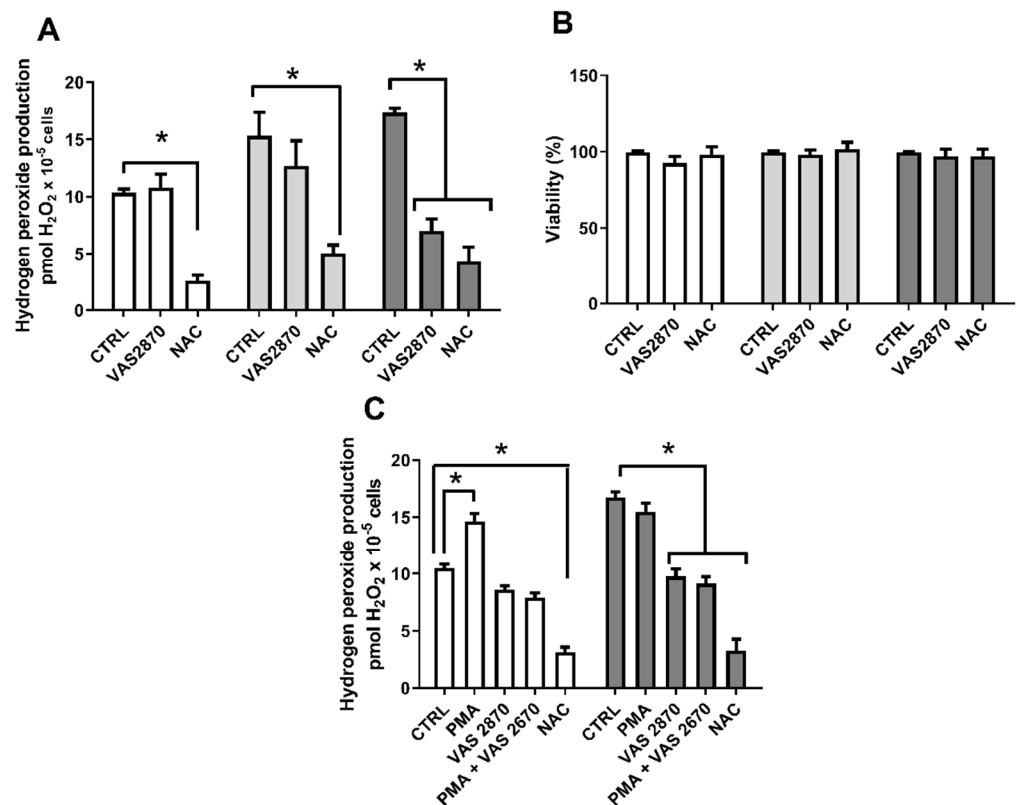 A
Hydrogen peroxide production
pmol H2O2 x 10-5 cells
20
15
10
5
0
*
*
*
CTRL
VAS2870
NAC
CTRL
VAS2870
NAC
CTRL
VAS2870
NAC
B
Viability (%)
150
100
50
0
CTRL
VAS2870
NAC
CTRL
VAS2870
NAC
CTRL
VAS2870
NAC
C
Hydrogen peroxide production
pmol H2O2 x 10-5 cells
20
15
10
5
0
*
*
*
CTRL
PMA
VAS 2870
PMA + VAS 2670
NAC
CTRL
PMA
VAS 2870
PMA + VAS 2670
NAC